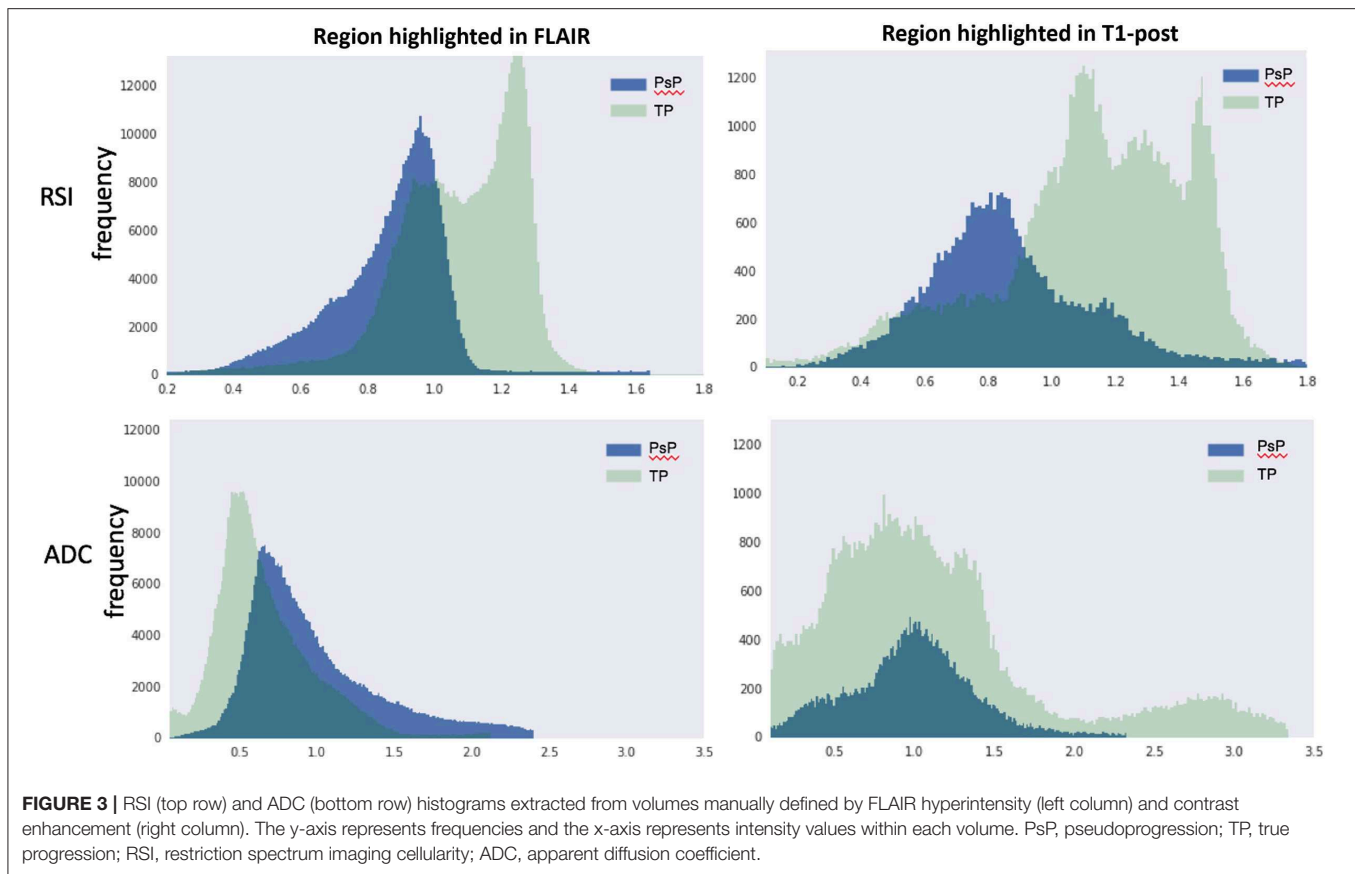 Region highlighted in FLAIR
Region highlighted in T1-post
RSI
frequency
12000
10000
8000
6000
4000
2000
0
0.2 0.4 0.6 0.8 1.0 1.2 1.4 1.6 1.8
PsP
TP
1200
1000
800
600
400
200
0
0.2 0.4 0.6 0.8 1.0 1.2 1.4 1.6 1.8
PsP
TP
ADC
frequency
12000
10000
8000
6000
4000
2000
0
0.5 1.0 1.5 2.0 2.5 3.0 3.5
PsP
TP
1200
1000
800
600
400
200
0
0.5 1.0 1.5 2.0 2.5 3.0 3.5
PsP
TP
FIGURE 3 | RSI (top row) and ADC (bottom row) histograms extracted from volumes manually defined by FLAIR hyperintensity (left column) and contrast
enhancement (right column). The y-axis represents frequencies and the x-axis represents intensity values within each volume. PsP, pseudoprogression; TP, true
progression; RSI, restriction spectrum imaging cellularity; ADC, apparent diffusion coefficient.